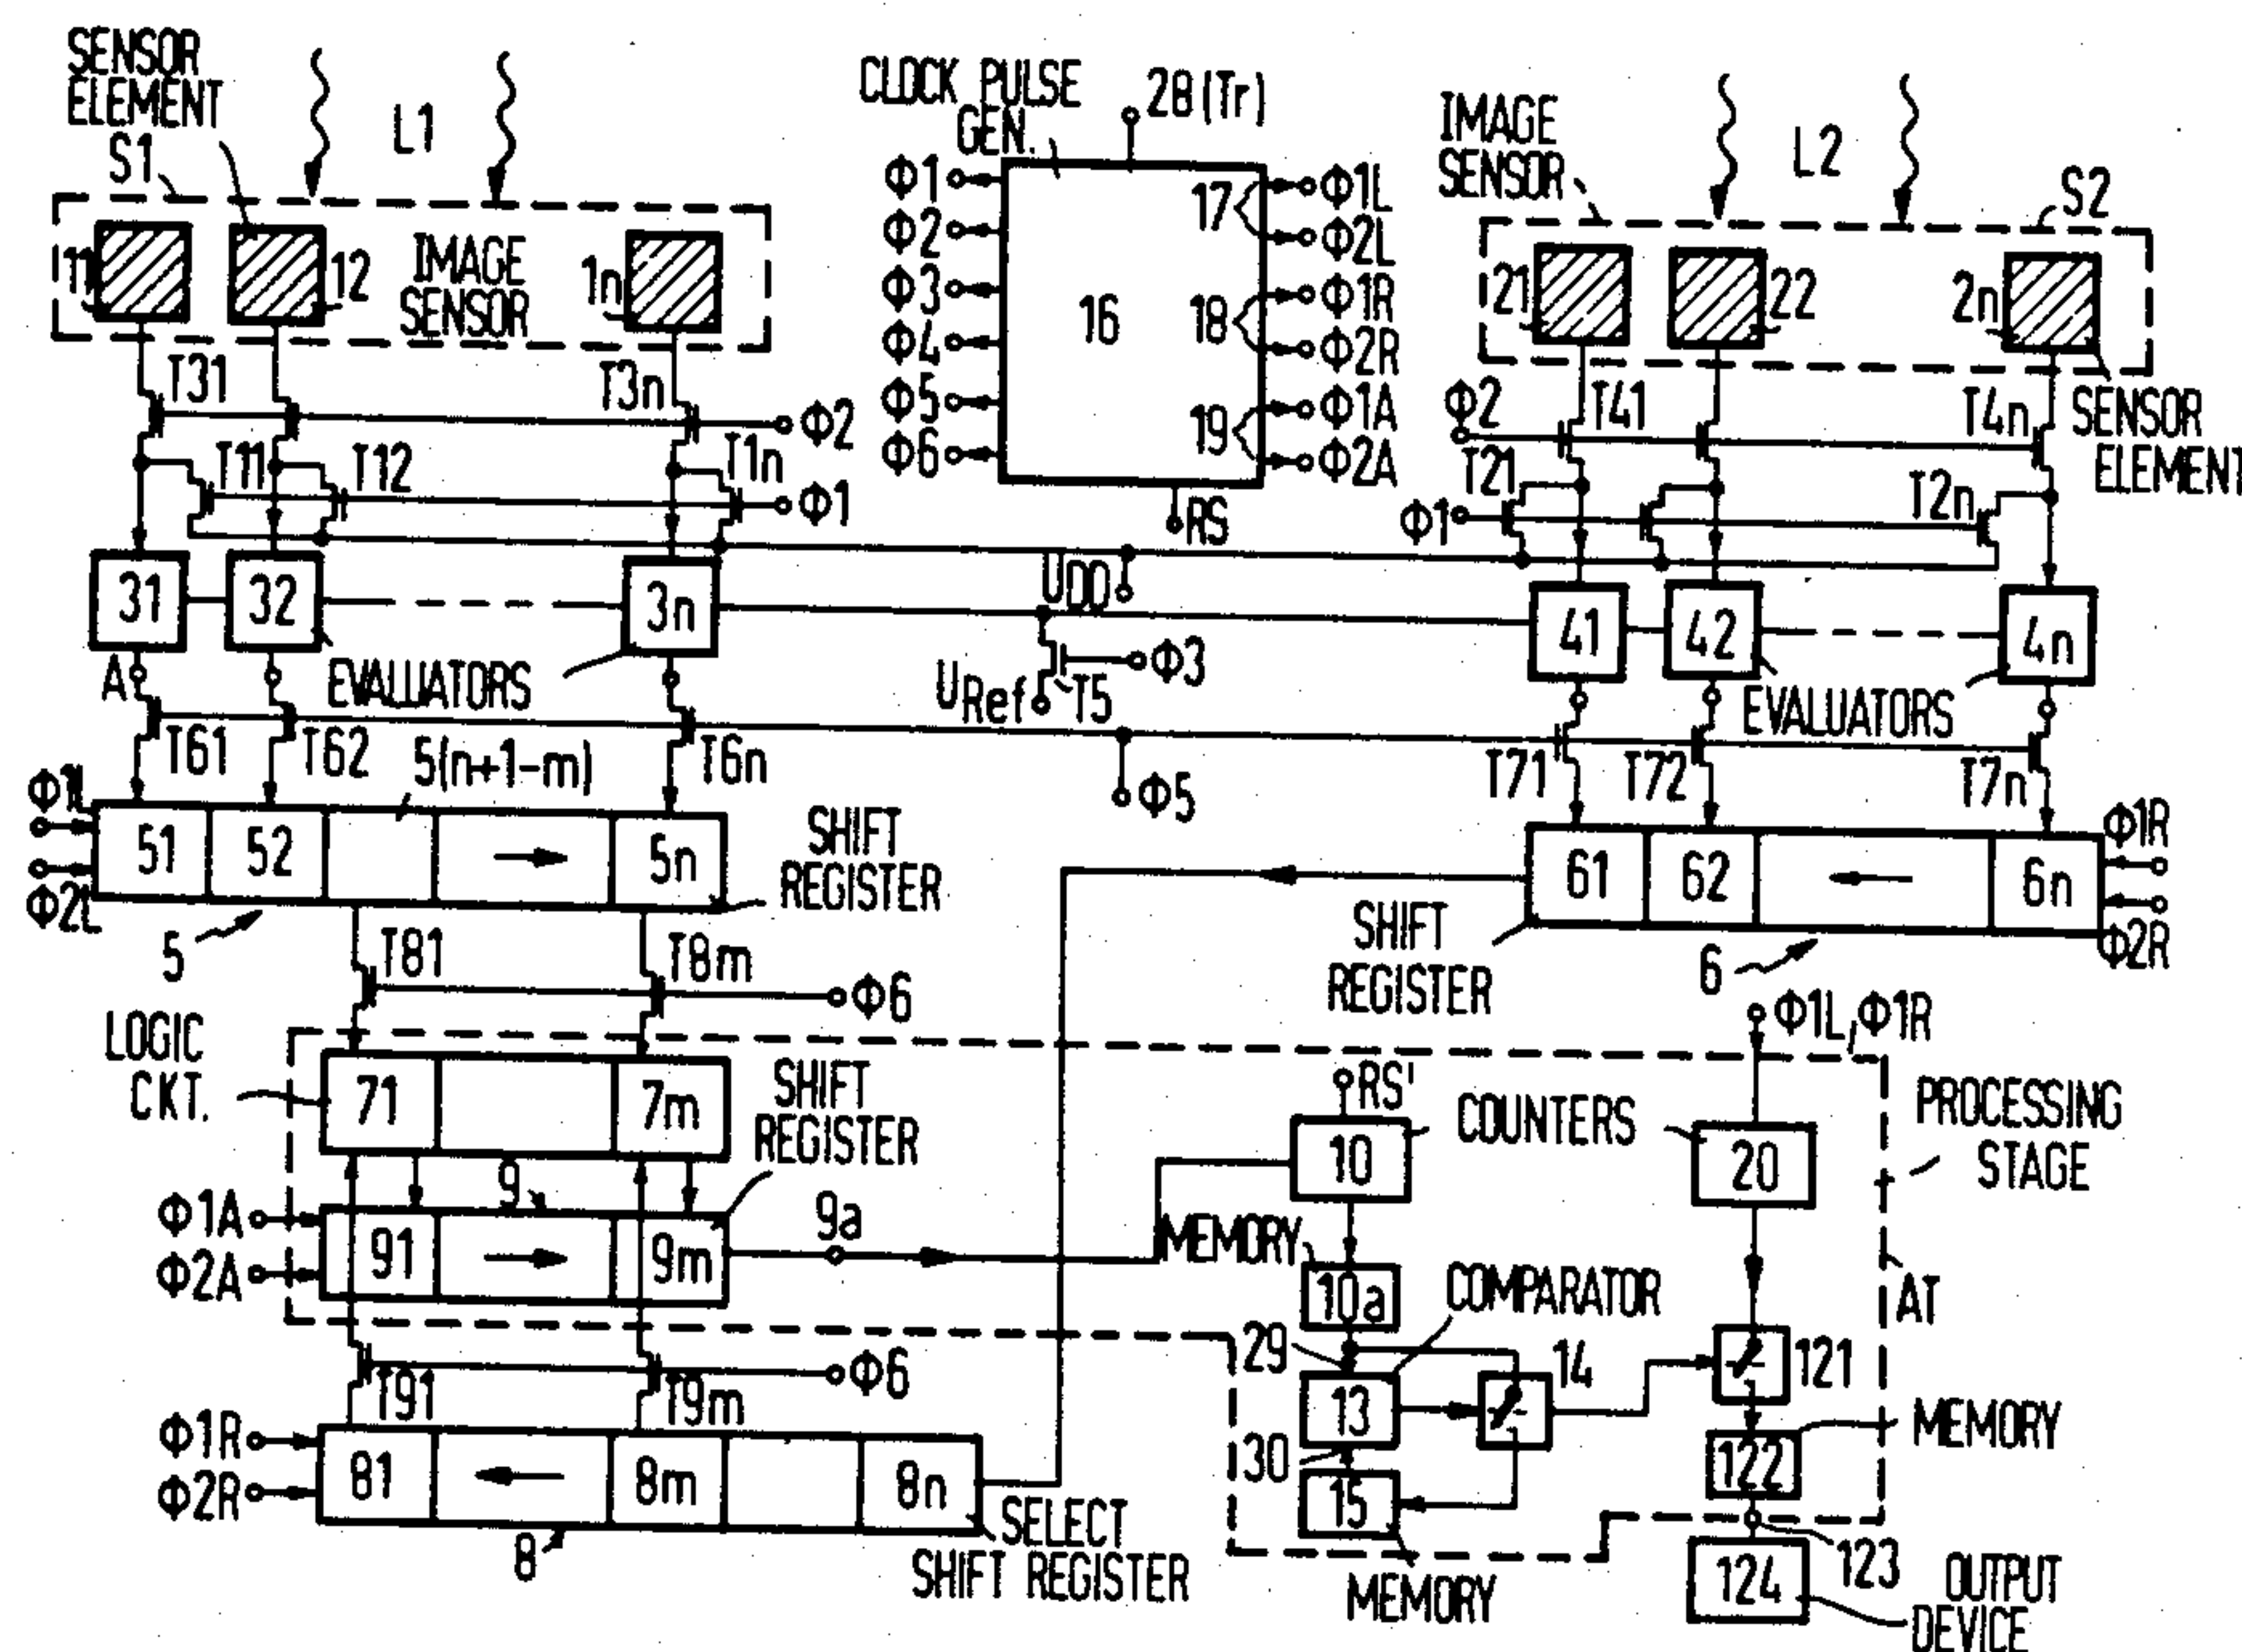 SENSOR
ELEMENT
S1
L1
CLOCK PULSE
GEN.
28 (Tr)
IMAGE
SENSOR
L2
S2
11
12
IMAGE
SENSOR
1n
Φ1
Φ2
Φ3
Φ4
Φ5
Φ6
16
17
18
19
Φ1L
Φ2L
Φ1R
Φ2R
Φ1A
Φ2A
RS
21
22
2n
T31
T3n
Φ2
T11
T12
T1n
Φ1
Φ2
T41
T4n
SENSOR
ELEMENT
T21
T2n
Φ1
31
32
3n
UDD
41
42
4n
A
EVALUATORS
URef
T5
Φ3
EVALUATORS
T61
T62
5(n+1-m)
T6n
Φ5
T71
T72
T7n
Φ1L
Φ2L
51
52
5n
SHIFT
REGISTER
61
62
6n
Φ1R
Φ2R
5
SHIFT
REGISTER
6
T81
T8m
Φ6
Φ1L,Φ1R
LOGIC
CKT.
71
7m
SHIFT
REGISTER
RS'
10
COUNTERS
20
PROCESSING
STAGE
9
Φ1A
Φ2A
91
9m
9a
MEMORY
10a
COMPARATOR
AT
29
13
14
121
30
15
MEMORY
122
T91
T9m
Φ6
Φ1R
Φ2R
81
8m
8n
8
SELECT
SHIFT REGISTER
MEMORY
123
124
OUTPUT
DEVICE